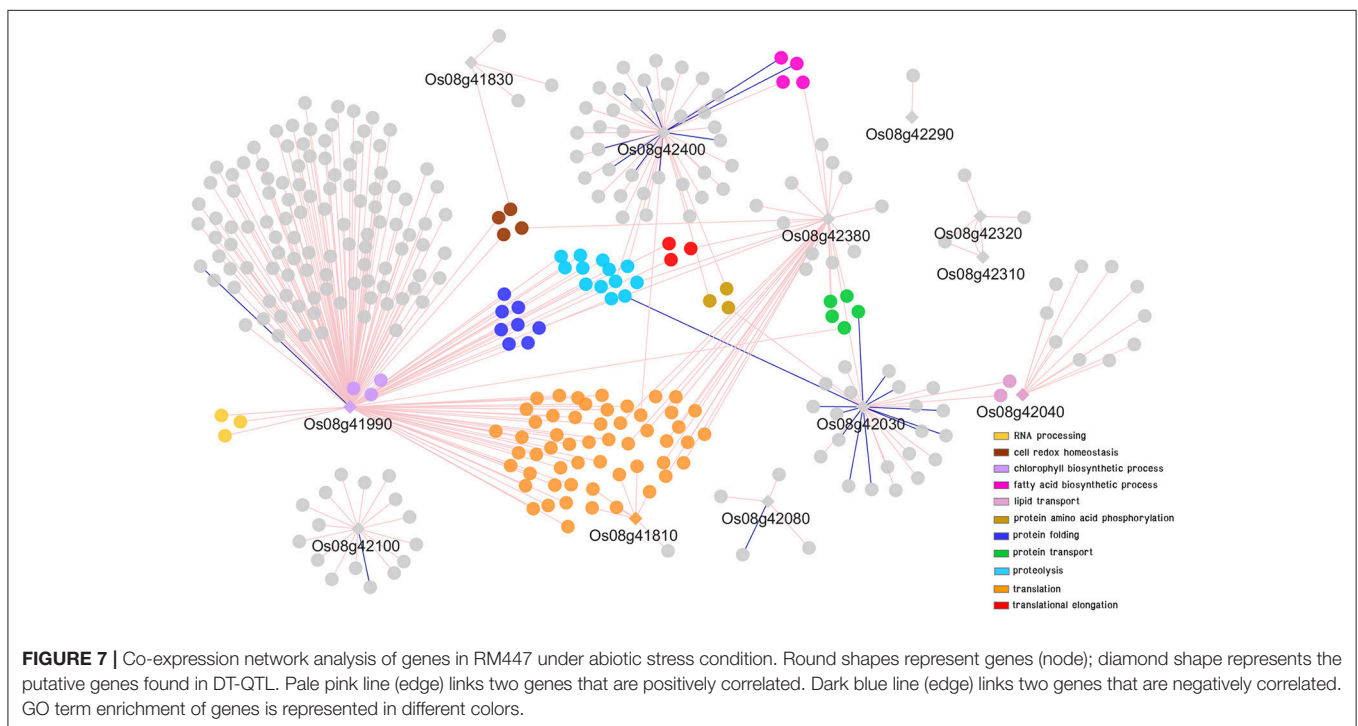 Os08g41830
Os08g42400
Os08g42290
Os08g42380
Os08g42320
Os08g42310
Os08g41990
Os08g42030
Os08g42040
Os08g42100
Os08g41810
Os08g42080
RNA processing
cell redox homeostasis
chlorophyll biosynthetic process
fatty acid biosynthetic process
lipid transport
protein amino acid phosphorylation
protein folding
protein transport
proteolysis
translation
translational elongation
FIGURE 7 | Co-expression network analysis of genes in RM447 under abiotic stress condition. Round shapes represent genes (node); diamond shape represents the
putative genes found in DT-QTL. Pale pink line (edge) links two genes that are positively correlated. Dark blue line (edge) links two genes that are negatively correlated.
GO term enrichment of genes is represented in different colors.